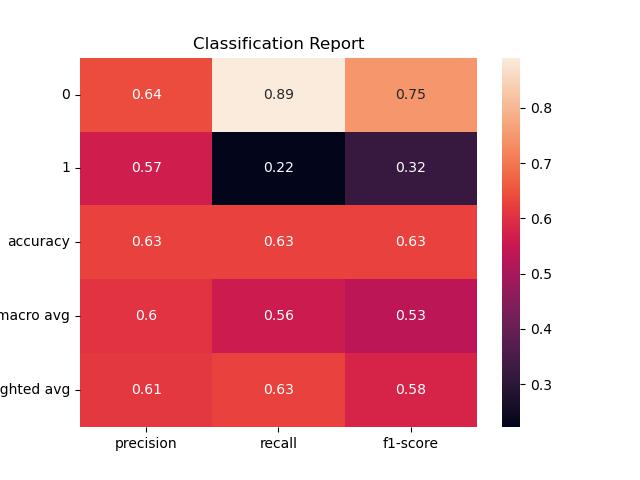 Classification Report
0 0.64 0.89 0.75
1 0.57 0.22 0.32
accuracy 0.63 0.63 0.63
macro avg 0.6 0.56 0.53
ghted avg 0.61 0.63 0.58
precision recall f1-score
0.8
0.7
0.6
0.5
0.4
0.3